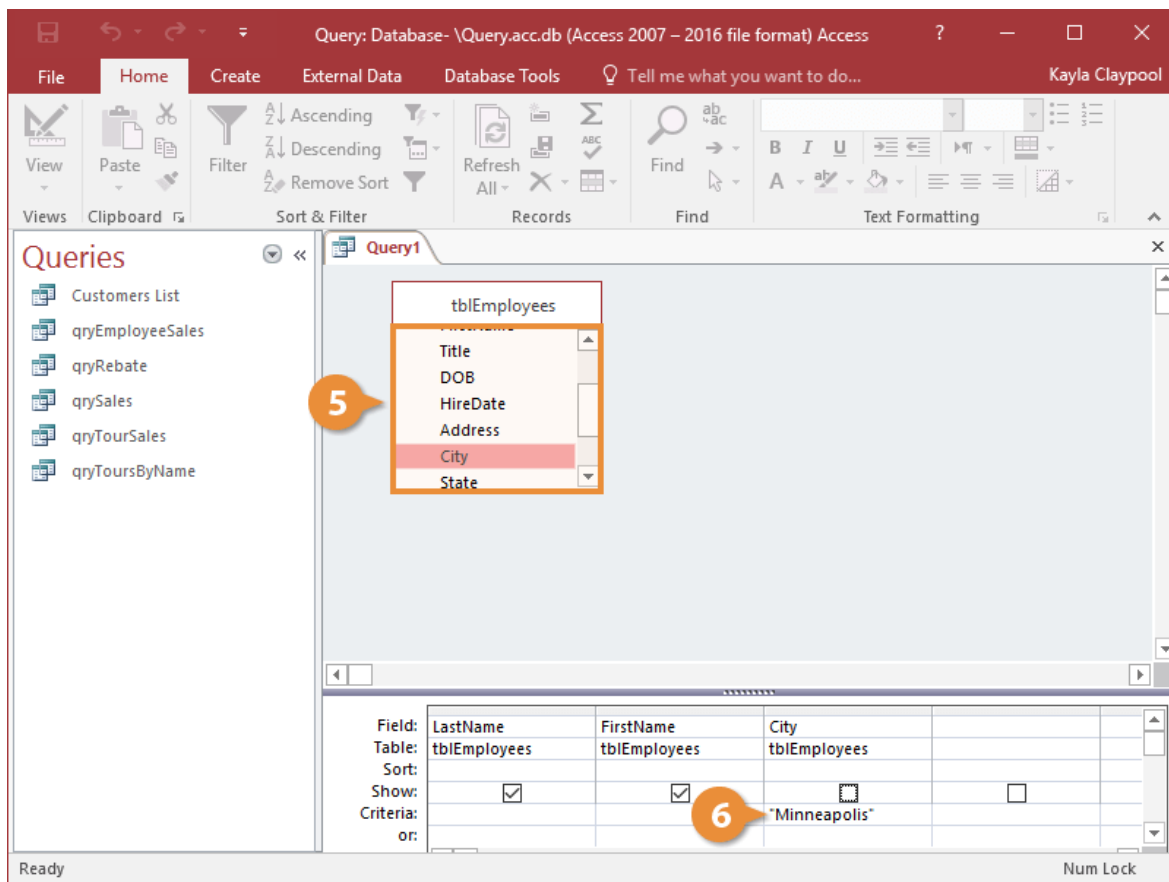 Query: Database- \Query.acc.db (Access 2007 – 2016 file format) Access ?
File Home Create External Data Database Tools Tell me what you want to do... Kayla Claypool
View
Paste
Filter
Ascending
Descending
Remove Sort
Refresh All
Find
B I U
A
Views Clipboard Sort & Filter Records Find Text Formatting
Queries
Customers List
qryEmployeeSales
qryRebate
qrySales
qryTourSales
qryToursByName
Query1
tblEmployees
Title
DOB
HireDate
Address
City
State
5
Field: LastName FirstName City
Table: tblEmployees tblEmployees tblEmployees
Sort:
Show:
Criteria: "Minneapolis"
6
or:
Ready Num Lock